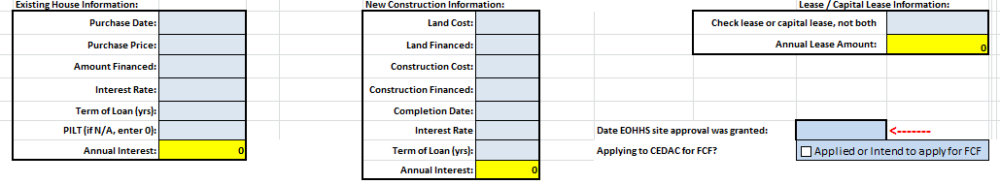 Existing House Information:
Purchase Date:
Purchase Price:
Amount Financed:
Interest Rate:
Term of Loan (yrs):
PILT (if N/A, enter 0):
Annual Interest: 0
New Construction Information:
Land Cost:
Land Financed:
Construction Cost:
Construction Financed:
Completion Date:
Interest Rate
Term of Loan (yrs):
Annual Interest: 0
Lease / Capital Lease Information:
Check lease or capital lease, not both
Annual Lease Amount: 0
Date EOHHS site approval was granted: <-------
Applying to CEDAC for FCF? Applied or Intend to apply for FCF